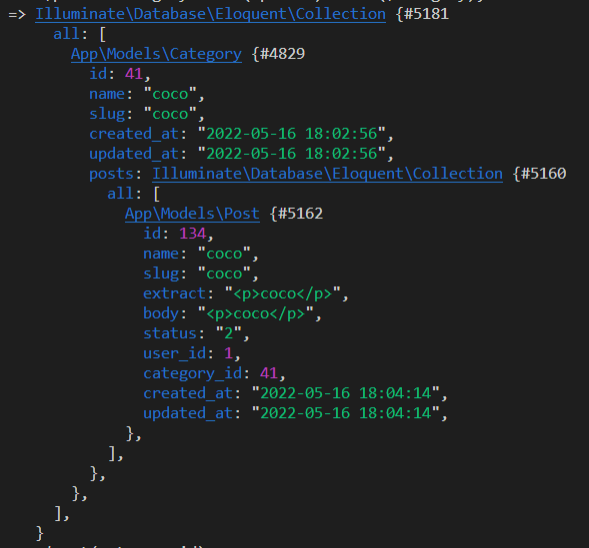 => Illuminate\Database\Eloquent\Collection {#5181
all: [
App\Models\Category {#4829
id: 41,
name: "coco",
slug: "coco",
created_at: "2022-05-16 18:02:56",
updated_at: "2022-05-16 18:02:56",
posts: Illuminate\Database\Eloquent\Collection {#5160
all: [
App\Models\Post {#5162
id: 134,
name: "coco",
slug: "coco",
extract: "<p>coco</p>",
body: "<p>coco</p>",
status: "2",
user_id: 1,
category_id: 41,
created_at: "2022-05-16 18:04:14",
updated_at: "2022-05-16 18:04:14",
},
],
},
},
],
}